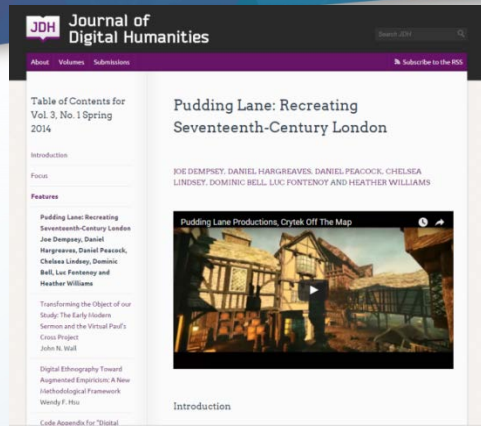 JDH
Journal of
Digital Humanities
Search JDH
About Volumes Submissions
Subscribe to the RSS
Table of Contents for
Vol. 3, No. 1 Spring
2014
Introduction
Focus
Features
Pudding Lane: Recreating
Seventeenth-Century London
Joe Dempsey, Daniel
Hargreaves, Daniel Peacock,
Chelsea Lindsey, Dominic
Bell, Luc Fontenoy and
Heather Williams
Transforming the Object of our
Study: The Early Modern
Sermon and the Virtual Paul's
Cross Project
John N. Wall
Digital Ethnography Toward
Augmented Empiricism: A New
Methodological Framework
Wendy F. Hsu
Code Appendix for "Digital
Pudding Lane: Recreating
Seventeenth-Century London
JOE DEMPSEY, DANIEL HARGREAVES, DANIEL PEACOCK, CHELSEA
LINDSEY, DOMINIC BELL, LUC FONTENOT AND HEATHER WILLIAMS
Pudding Lane Productions, Crytek Off The Map
Introduction